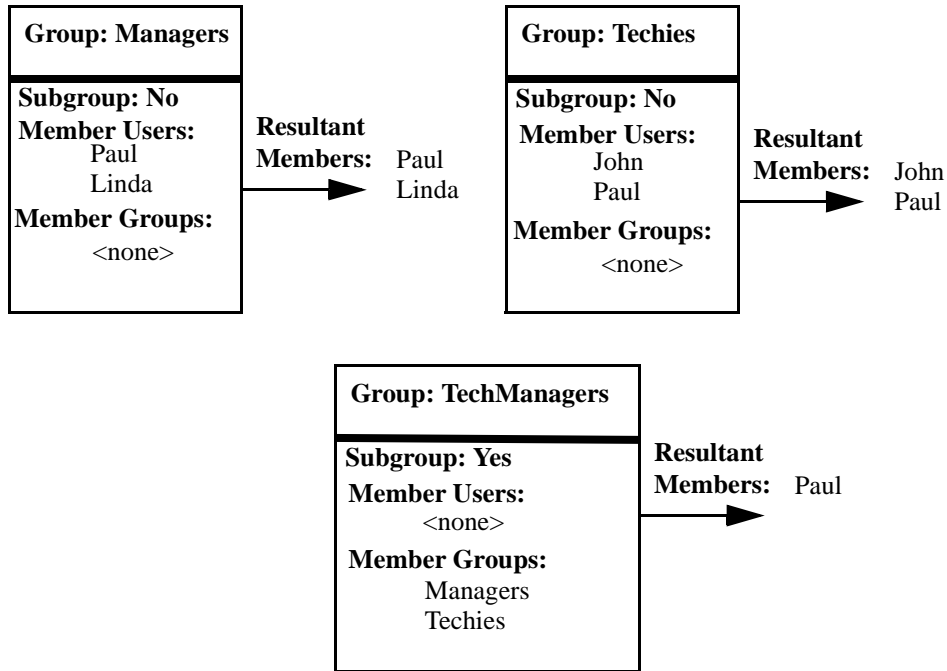 Group: Managers
Subgroup: No
Member Users:
Paul
Linda
Member Groups:
<none>
Resultant
Members: Paul
Linda
Group: Techies
Subgroup: No
Member Users:
John
Paul
Member Groups:
<none>
Resultant
Members: John
Paul
Group: TechManagers
Subgroup: Yes
Member Users:
<none>
Member Groups:
Managers
Techies
Resultant
Members: Paul